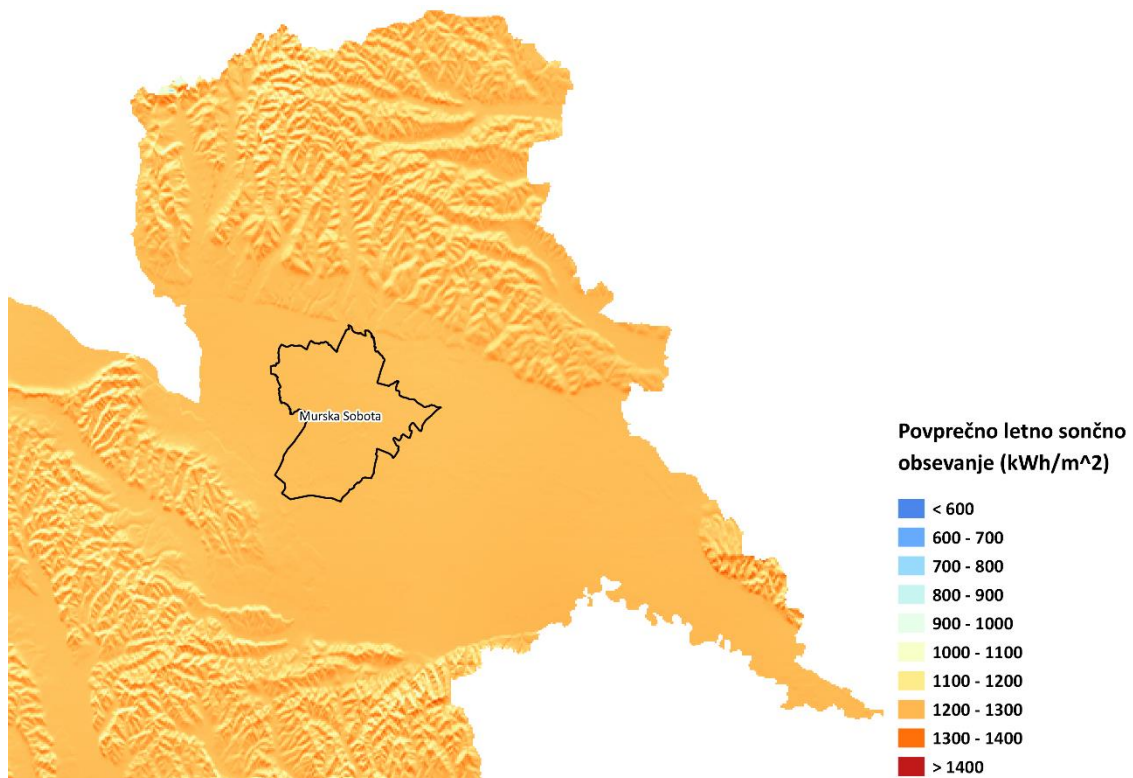 Murska Sobota
Povprečno letno sončno
obsevanje (kWh/m^2)
< 600
600 - 700
700 - 800
800 - 900
900 - 1000
1000 - 1100
1100 - 1200
1200 - 1300
1300 - 1400
> 1400